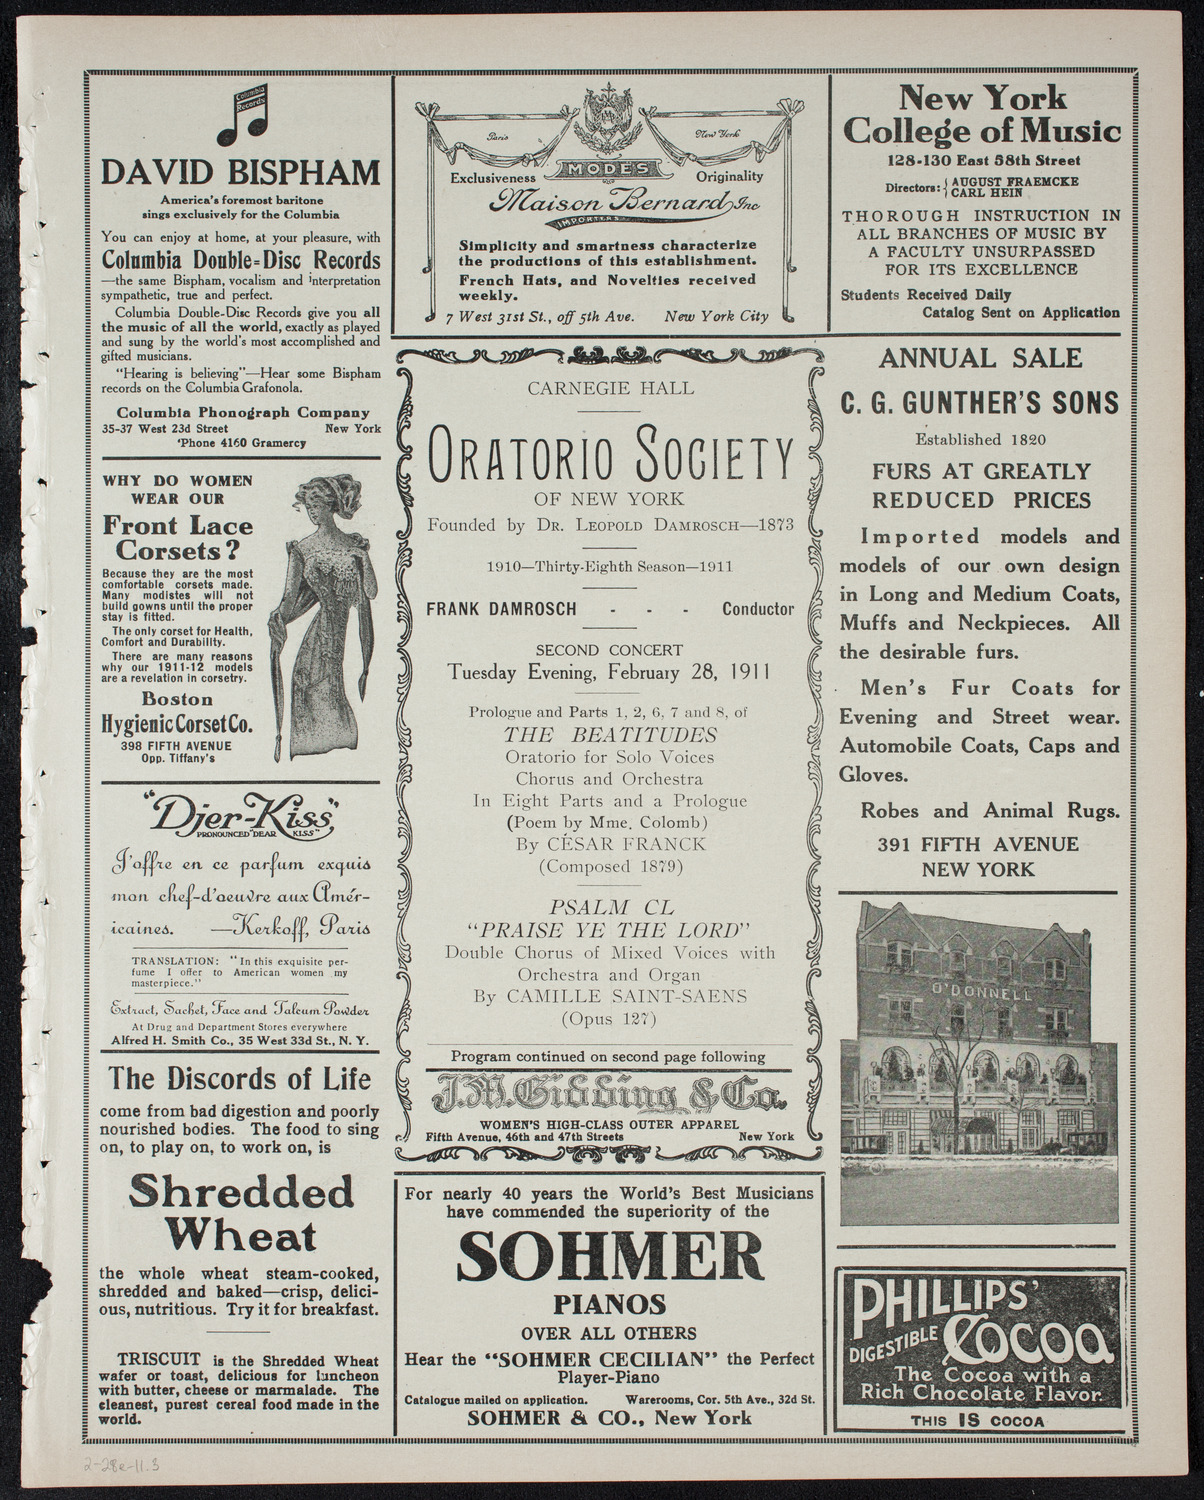 Columbia
Records
DAVID BISPHAM
America's foremost baritone
sings exclusively for the Columbia
You can enjoy at home, at your pleasure, with
Columbia Double-Disc Records
—the same Bispham, vocalism and interpretation
sympathetic, true and perfect.
Columbia Double-Disc Records give you all
the music of all the world, exactly as played
and sung by the world's most accomplished and
gifted musicians.
"Hearing is believing"—Hear some Bispham
records on the Columbia Grafonola.
Columbia Phonograph Company
35-37 West 23d Street New York
'Phone 4160 Gramercy
WHY DO WOMEN
WEAR OUR
Front Lace
Corsets?
Because they are the most
comfortable corsets made.
Many modistes will not
build gowns until the proper
stay is fitted.
The only corset for Health,
Comfort and Durability.
There are many reasons
why our 1911-12 models
are a revelation in corsetry.
Boston
Hygienic Corset Co.
398 FIFTH AVENUE
Opp. Tiffany's
"Djer-Kiss"
PRONOUNCED "DEAR KISS"
J'offre en ce parfum exquis
mon chef-d'oeuvre aux Amér-
icaines. —Kerkoff, Paris
TRANSLATION: "In this exquisite per-
fume I offer to American women my
masterpiece."
Extract, Sachet, Face and Talcum Powder
At Drug and Department Stores everywhere
Alfred H. Smith Co., 35 West 33d St., N. Y.
The Discords of Life
come from bad digestion and poorly
nourished bodies. The food to sing
on, to play on, to work on, is
Shredded
Wheat
the whole wheat steam-cooked,
shredded and baked—crisp, delici-
ous, nutritious. Try it for breakfast.
TRISCUIT is the Shredded Wheat
wafer or toast, delicious for luncheon
with butter, cheese or marmalade. The
cleanest, purest cereal food made in the
world.
Paris New York
MODES
Exclusiveness Originality
Maison Bernard Inc
IMPORTERS
Simplicity and smartness characterize
the productions of this establishment.
French Hats, and Novelties received
weekly.
7 West 31st St., off 5th Ave. New York City
CARNEGIE HALL
ORATORIO SOCIETY
OF NEW YORK
Founded by DR. LEOPOLD DAMROSCH—1873
1910—Thirty-Eighth Season—1911
FRANK DAMROSCH - - - Conductor
SECOND CONCERT
Tuesday Evening, February 28, 1911
Prologue and Parts 1, 2, 6, 7 and 8, of
THE BEATITUDES
Oratorio for Solo Voices
Chorus and Orchestra
In Eight Parts and a Prologue
(Poem by Mme. Colomb)
By CÉSAR FRANCK
(Composed 1879)
PSALM CL
"PRAISE YE THE LORD"
Double Chorus of Mixed Voices with
Orchestra and Organ
By CAMILLE SAINT-SAENS
(Opus 127)
Program continued on second page following
J.M. Gidding & Co.
WOMEN'S HIGH-CLASS OUTER APPAREL
Fifth Avenue, 46th and 47th Streets New York
For nearly 40 years the World's Best Musicians
have commended the superiority of the
SOHMER
PIANOS
OVER ALL OTHERS
Hear the "SOHMER CECILIAN" the Perfect
Player-Piano
Catalogue mailed on application. Warerooms, Cor. 5th Ave., 32d St.
SOHMER & CO., New York
New York
College of Music
128-130 East 58th Street
Directors: { AUGUST FRAEMCKE
CARL HEIN
THOROUGH INSTRUCTION IN
ALL BRANCHES OF MUSIC BY
A FACULTY UNSURPASSED
FOR ITS EXCELLENCE
Students Received Daily
Catalog Sent on Application
ANNUAL SALE
C. G. GUNTHER'S SONS
Established 1820
FURS AT GREATLY
REDUCED PRICES
Imported models and
models of our own design
in Long and Medium Coats,
Muffs and Neckpieces. All
the desirable furs.
Men's Fur Coats for
Evening and Street wear.
Automobile Coats, Caps and
Gloves.
Robes and Animal Rugs.
391 FIFTH AVENUE
NEW YORK
O'DONNELL
PHILLIPS'
DIGESTIBLE COCOA
The Cocoa with a
Rich Chocolate Flavor.
THIS IS COCOA
2-28e-11.3